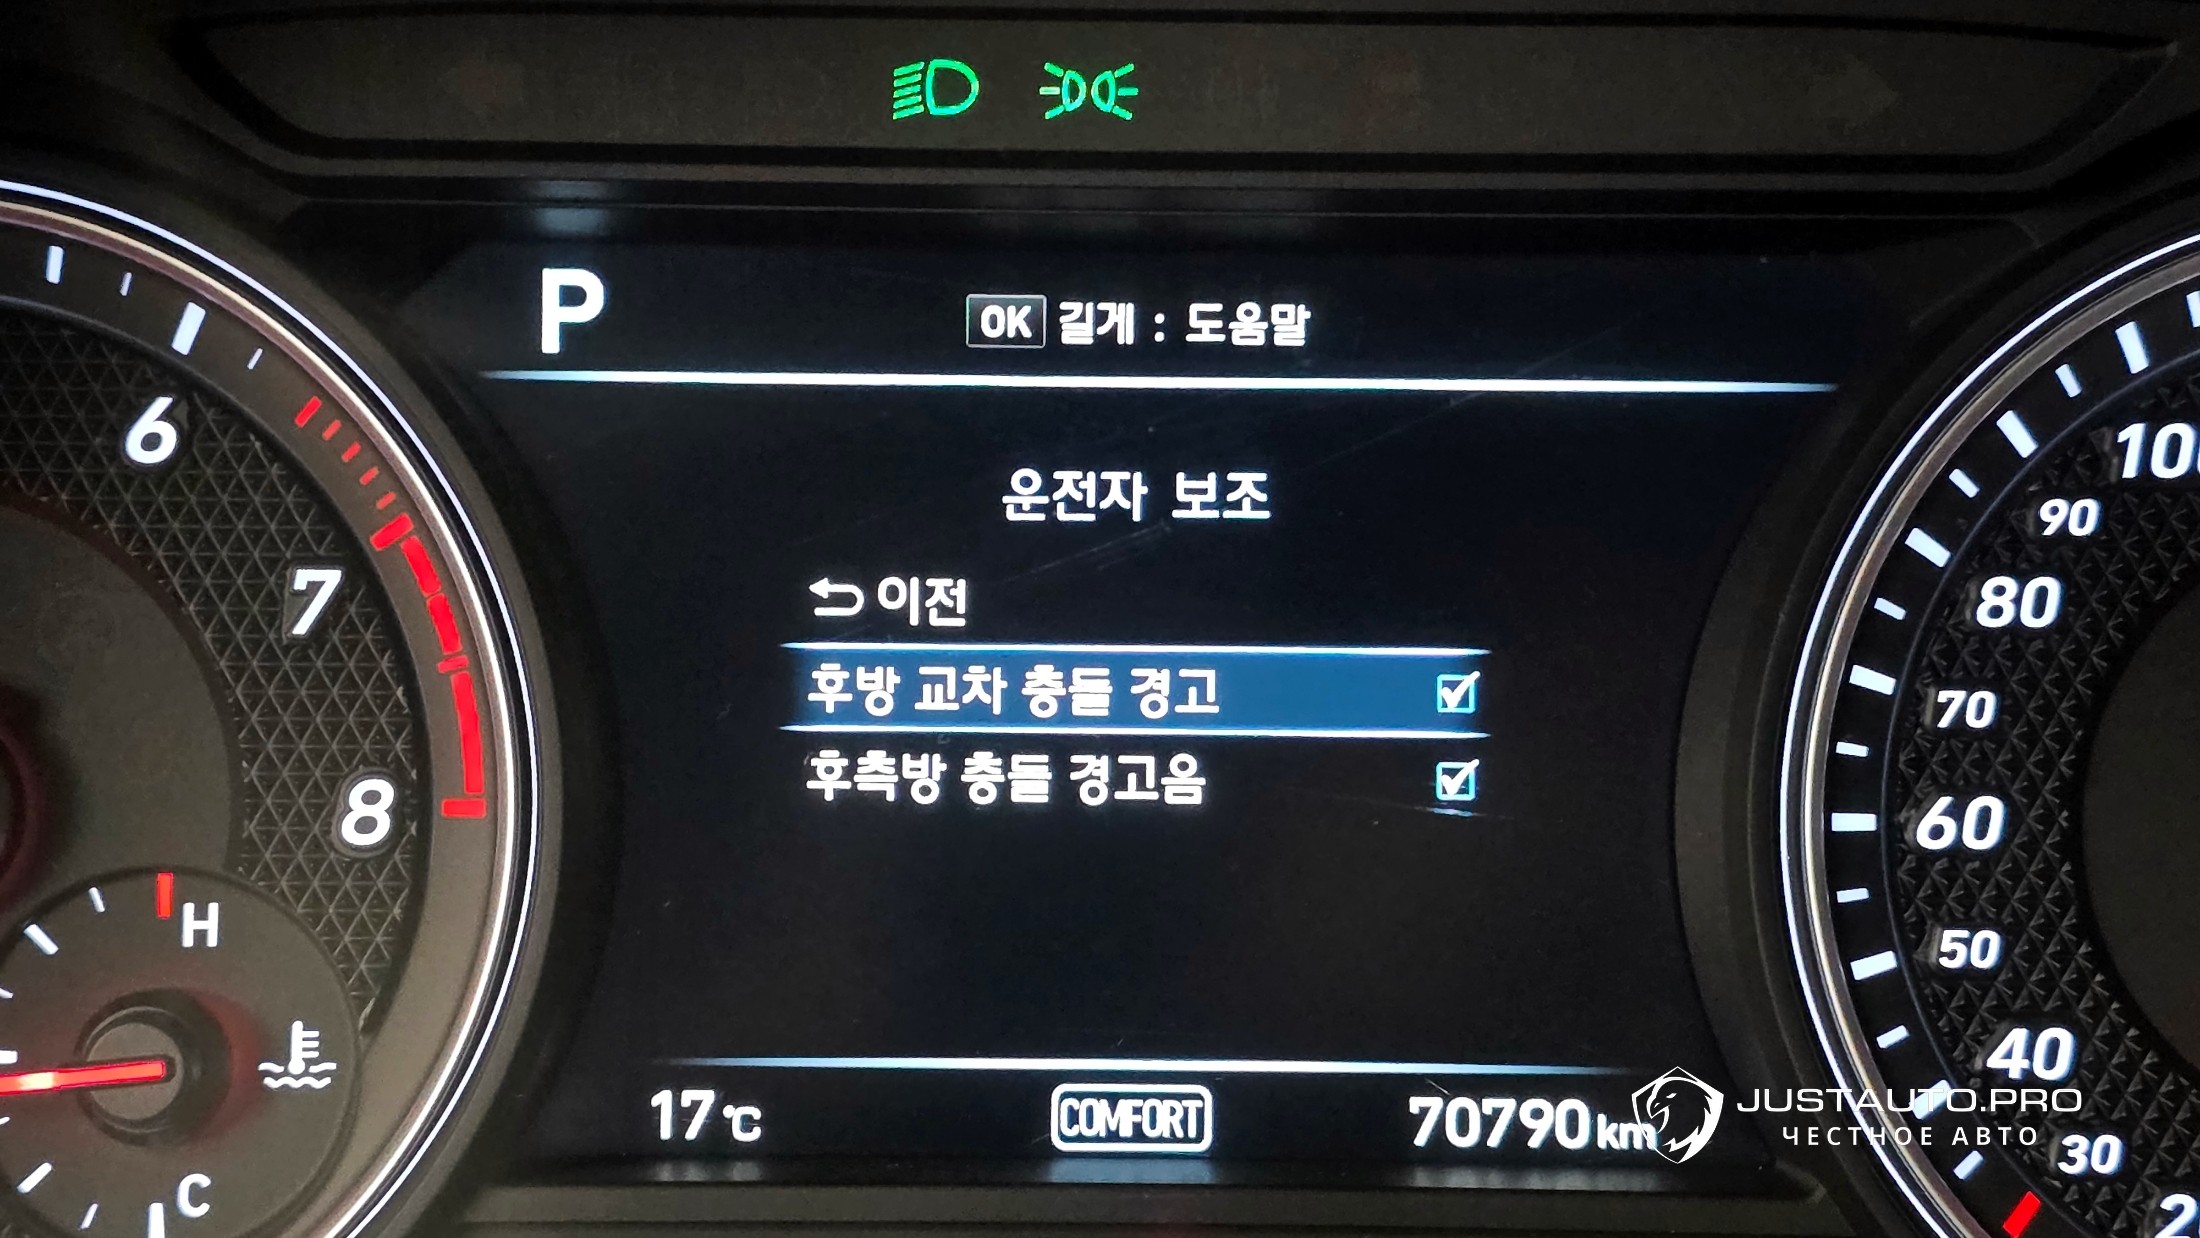 P
OK 길게 : 도움말
운전자 보조
이전
후방 교차 충돌 경고
후측방 충돌 경고음
17℃
COMFORT
70790 km
6
7
8
H
C
90
80
70
60
50
40
30
JUSTAUTO.PRO
ЧЕСТНОЕ АВТО